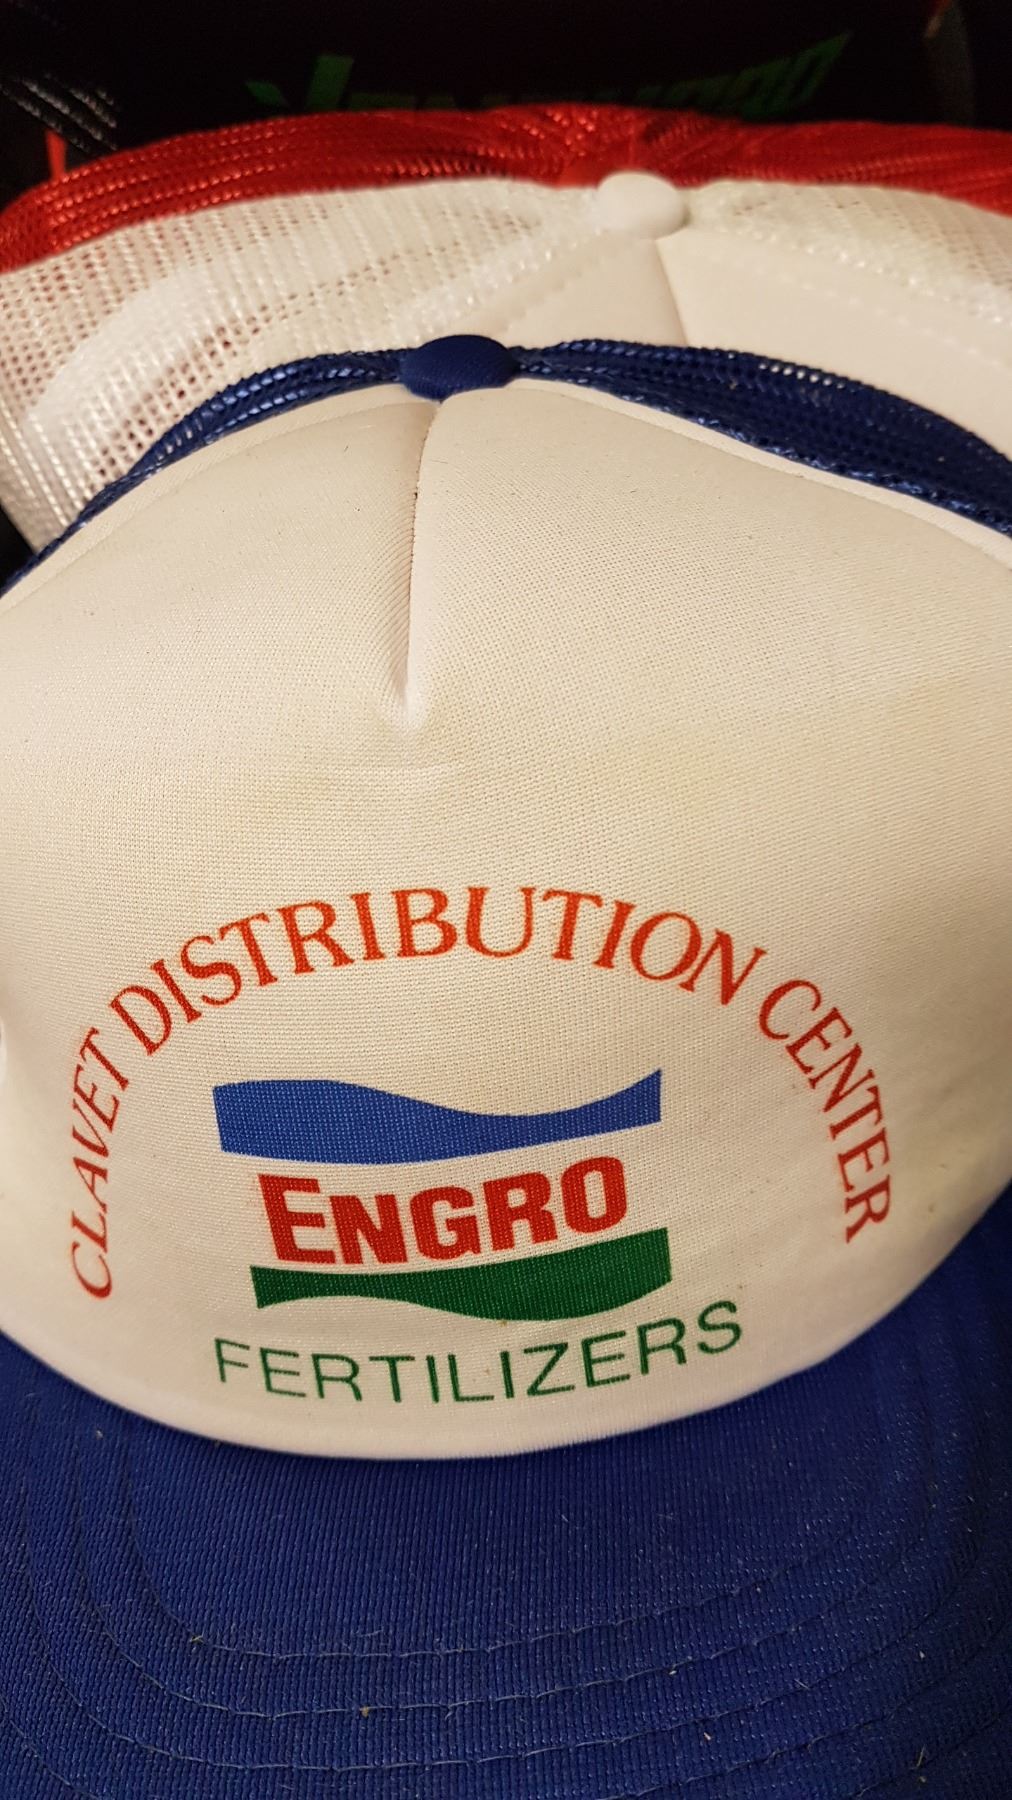 CLAVET DISTRIBUTION CENTER
ENGRO
FERTILIZERS